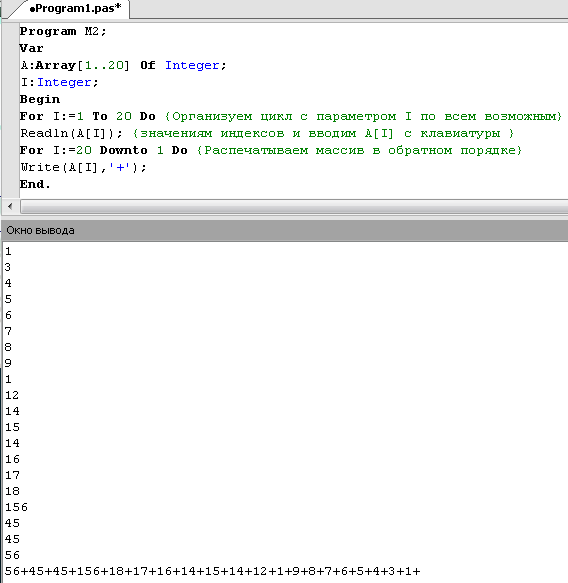 ●Program1.pas*
Program M2;
Var
A:Array[1..20] Of Integer;
I:Integer;
Begin
For I:=1 To 20 Do {Организуем цикл с параметром I по всем возможным}
Readln(A[I]); {значениям индексов и вводим A[I] с клавиатуры }
For I:=20 Downto 1 Do {Распечатываем массив в обратном порядке}
Write(A[I],'+');
End.
Окно вывода
1
3
4
5
6
7
8
9
1
12
14
15
14
16
17
18
156
45
45
56
56+45+45+156+18+17+16+14+15+14+12+1+9+8+7+6+5+4+3+1+